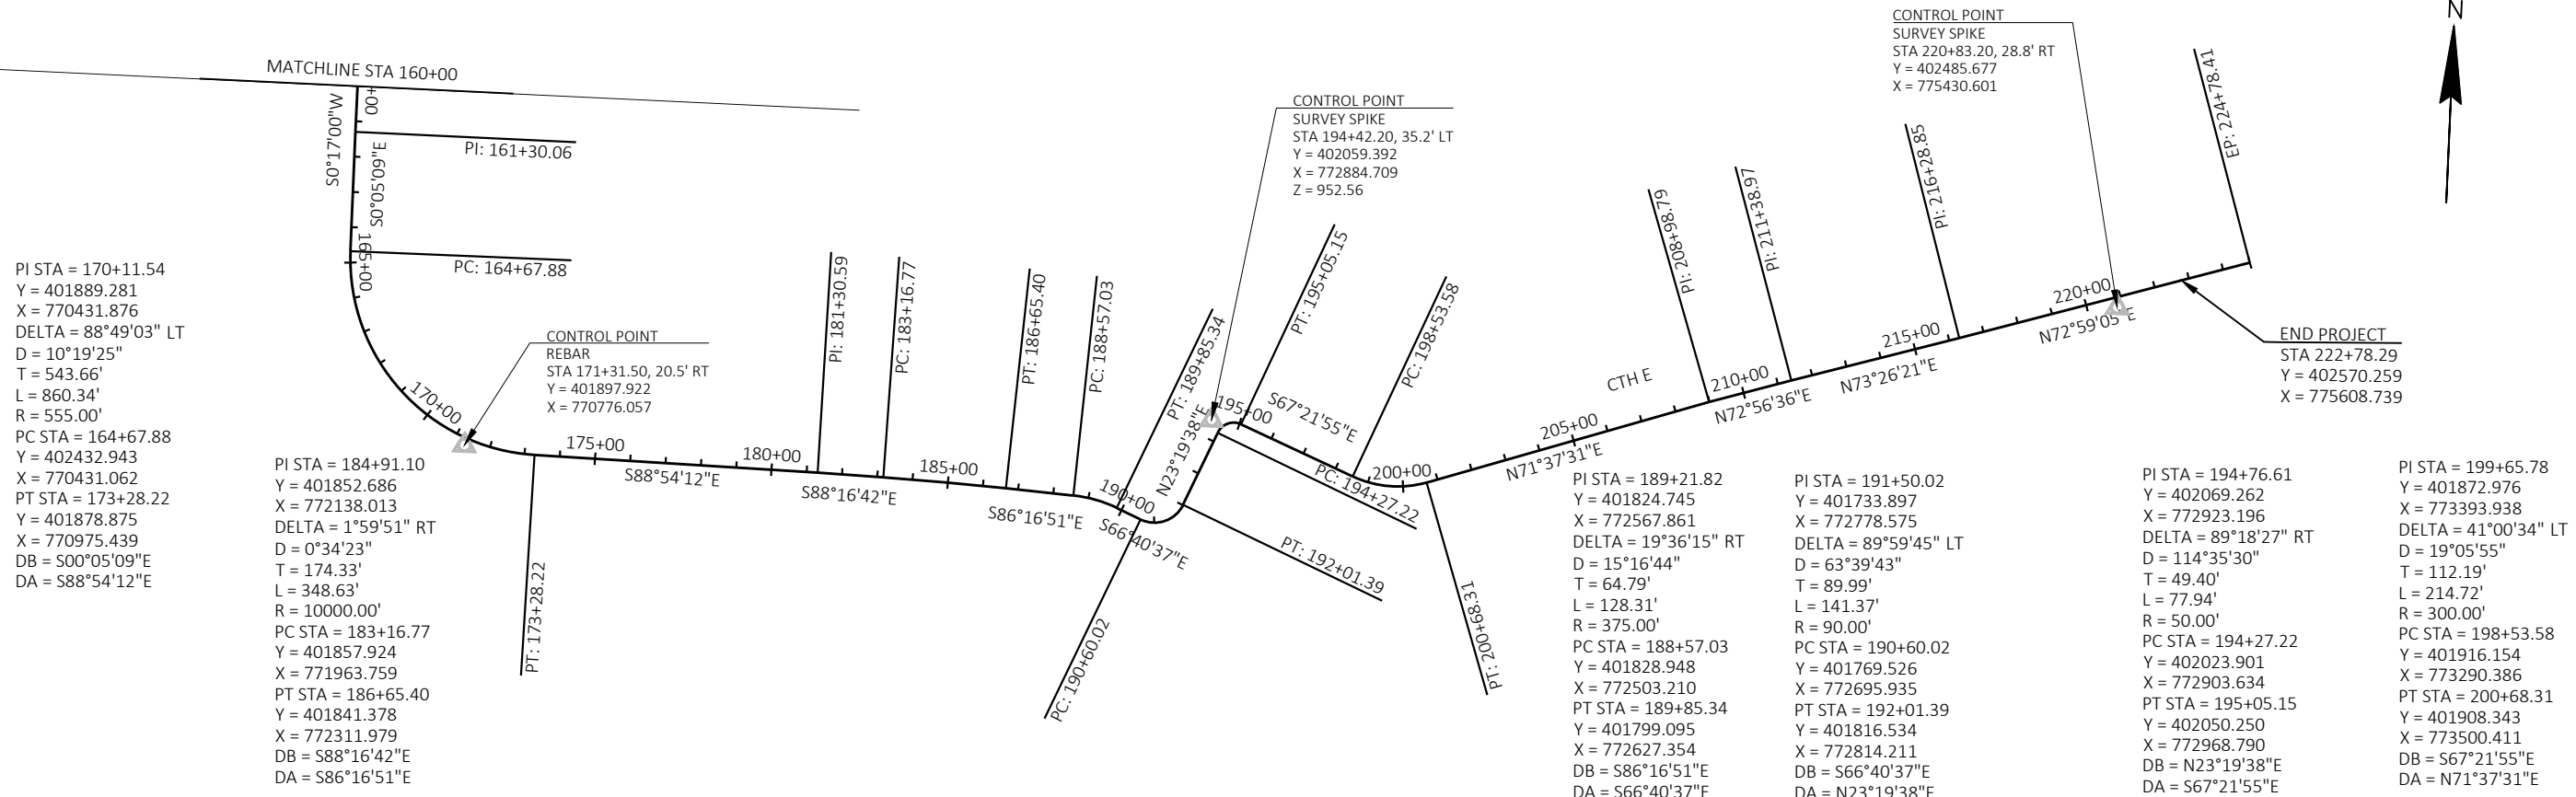 MATCHLINE STA 160+00
+00
S0°17'00"W
S0°05'09"E
PI: 161+30.06
165+00
PC: 164+67.88
PI STA = 170+11.54
Y = 401889.281
X = 770431.876
DELTA = 88°49'03" LT
D = 10°19'25"
T = 543.66'
L = 860.34'
R = 555.00'
PC STA = 164+67.88
Y = 402432.943
X = 770431.062
PT STA = 173+28.22
Y = 401878.875
X = 770975.439
DB = S00°05'09"E
DA = S88°54'12"E
170+00
CONTROL POINT
REBAR
STA 171+31.50, 20.5' RT
Y = 401897.922
X = 770776.057
PI STA = 184+91.10
Y = 401852.686
X = 772138.013
DELTA = 1°59'51" RT
D = 0°34'23"
T = 174.33'
L = 348.63'
R = 10000.00'
PC STA = 183+16.77
Y = 401857.924
X = 771963.759
PT STA = 186+65.40
Y = 401841.378
X = 772311.979
DB = S88°16'42"E
DA = S86°16'51"E
PT: 173+28.22
175+00
S88°54'12"E
180+00
PI: 181+30.59
S88°16'42"E
PC: 183+16.77
185+00
PT: 186+65.40
S86°16'51"E
PC: 188+57.03
190+00
PT: 189+85.34
S66°40'37"E
PC: 190+60.02
N23°19'38"E
PT: 192+01.39
CONTROL POINT
SURVEY SPIKE
STA 194+42.20, 35.2' LT
Y = 402059.392
X = 772884.709
Z = 952.56
195+00
PC: 194+27.22
PT: 195+05.15
S67°21'55"E
PC: 198+53.58
200+00
PT: 200+68.31
N71°37'31"E
205+00
CTH E
PI: 208+98.79
210+00
N72°56'36"E
PI: 211+38.97
N73°26'21"E
215+00
PI: 216+28.85
N72°59'05"E
220+00
CONTROL POINT
SURVEY SPIKE
STA 220+83.20, 28.8' RT
Y = 402485.677
X = 775430.601
EP: 224+78.41
N
END PROJECT
STA 222+78.29
Y = 402570.259
X = 775608.739
PI STA = 189+21.82
Y = 401824.745
X = 772567.861
DELTA = 19°36'15" RT
D = 15°16'44"
T = 64.79'
L = 128.31'
R = 375.00'
PC STA = 188+57.03
Y = 401828.948
X = 772503.210
PT STA = 189+85.34
Y = 401799.095
X = 772627.354
DB = S86°16'51"E
DA = S66°40'37"E
PI STA = 191+50.02
Y = 401733.897
X = 772778.575
DELTA = 89°59'45" LT
D = 63°39'43"
T = 89.99'
L = 141.37'
R = 90.00'
PC STA = 190+60.02
Y = 401769.526
X = 772695.935
PT STA = 192+01.39
Y = 401816.534
X = 772814.211
DB = S66°40'37"E
DA = N23°19'38"E
PI STA = 194+76.61
Y = 402069.262
X = 772923.196
DELTA = 89°18'27" RT
D = 114°35'30"
T = 49.40'
L = 77.94'
R = 50.00'
PC STA = 194+27.22
Y = 402023.901
X = 772903.634
PT STA = 195+05.15
Y = 402050.250
X = 772968.790
DB = N23°19'38"E
DA = S67°21'55"E
PI STA = 199+65.78
Y = 401872.976
X = 773393.938
DELTA = 41°00'34" LT
D = 19°05'55"
T = 112.19'
L = 214.72'
R = 300.00'
PC STA = 198+53.58
Y = 401916.154
X = 773290.386
PT STA = 200+68.31
Y = 401908.343
X = 773500.411
DB = S67°21'55"E
DA = N71°37'31"E